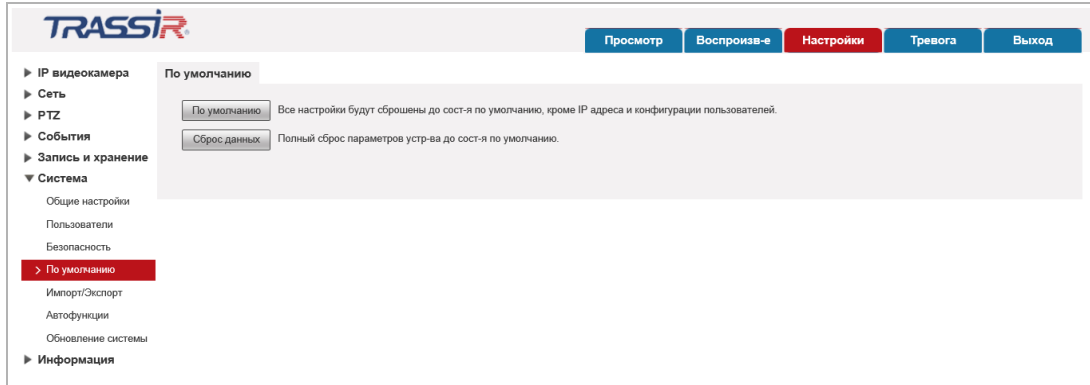 TRASSIR
Просмотр
Воспроизв-е
Настройки
Тревога
Выход
IP видеокамера
Сеть
PTZ
События
Запись и хранение
Система
Общие настройки
Пользователи
Безопасность
По умолчанию
Импорт/Экспорт
Автофункции
Обновление системы
Информация
По умолчанию
По умолчанию Все настройки будут сброшены до сост-я по умолчанию, кроме IP адреса и конфигурации пользователей.
Сброс данных Полный сброс параметров устр-ва до сост-я по умолчанию.